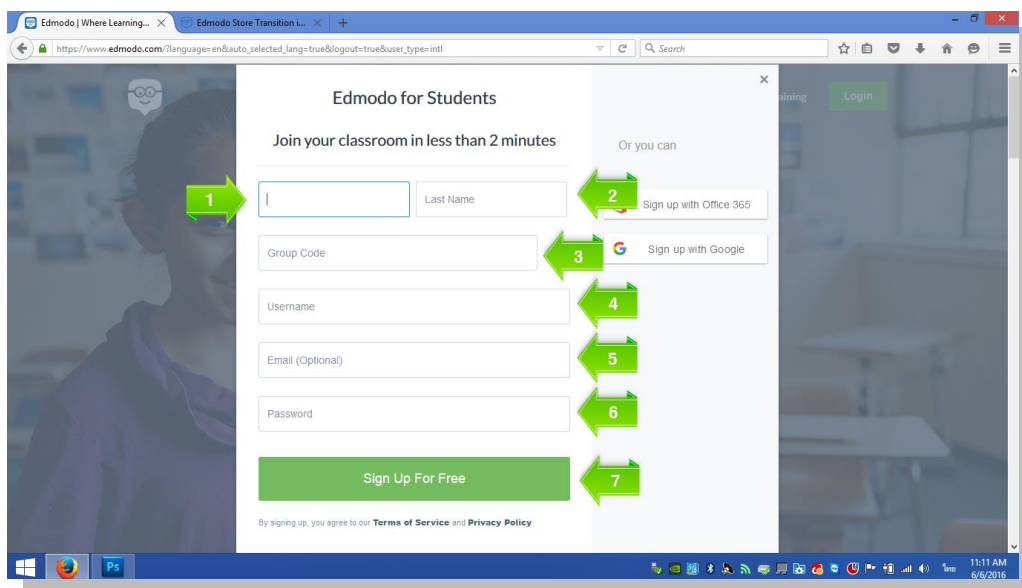 Edmodo | Where Learning...
Edmodo Store Transition i...
https://www.edmodo.com/?language=en&auto_selected_lang=true&logout=true&user_type=intl
Search
Edmodo for Students
aining
Login
Join your classroom in less than 2 minutes
Or you can
1
Last Name
2
Sign up with Office 365
Group Code
3
Sign up with Google
Username
4
Email (Optional)
5
Password
6
Sign Up For Free
7
By signing up, you agree to our Terms of Service and Privacy Policy
Ps
11:11 AM
6/6/2016